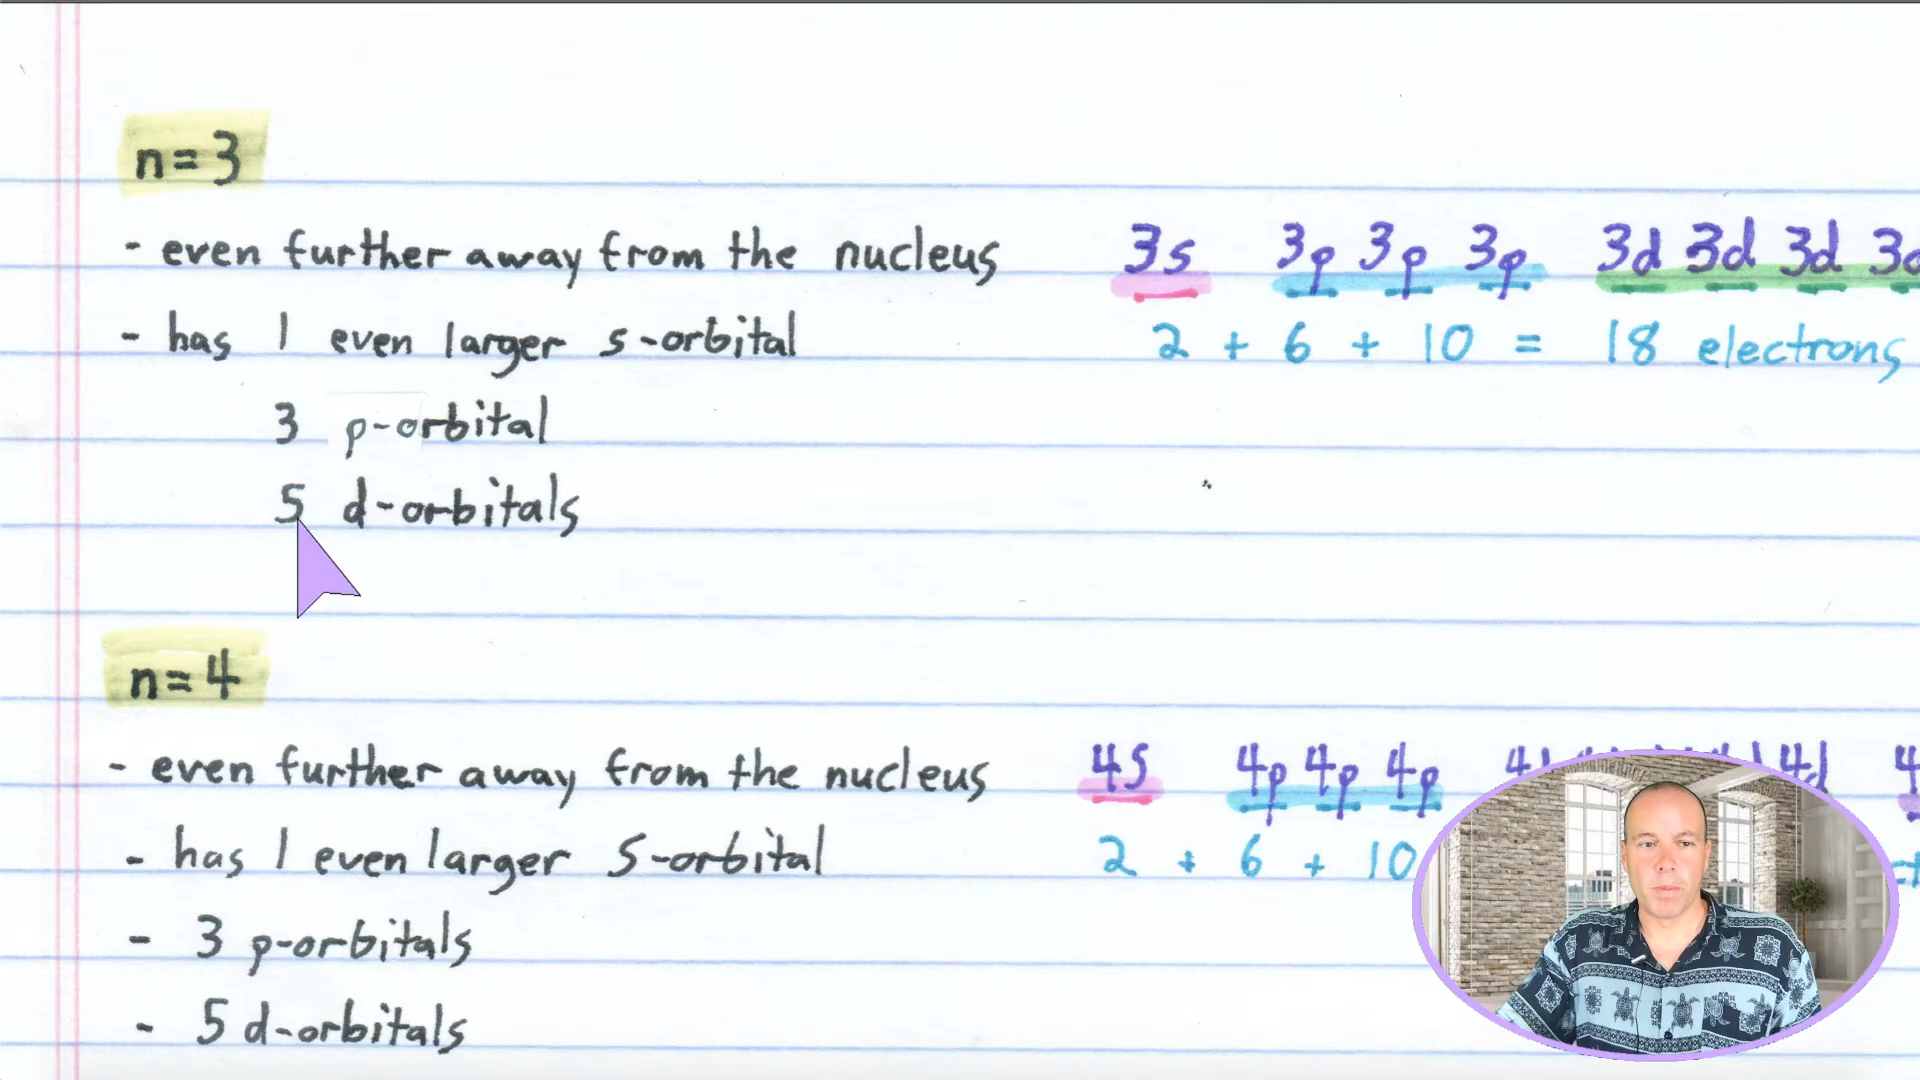 n = 3
- even further away from the nucleus
3s 3p 3p 3p 3d 3d 3d
- has 1 even larger s-orbital
2 + 6 + 10 = 18 electrons
3 p-orbital
5 d-orbitals
n = 4
- even further away from the nucleus
4s 4p 4p 4p 4d
- has 1 even larger s-orbital
2 + 6 + 10
- 3 p-orbitals
- 5 d-orbitals